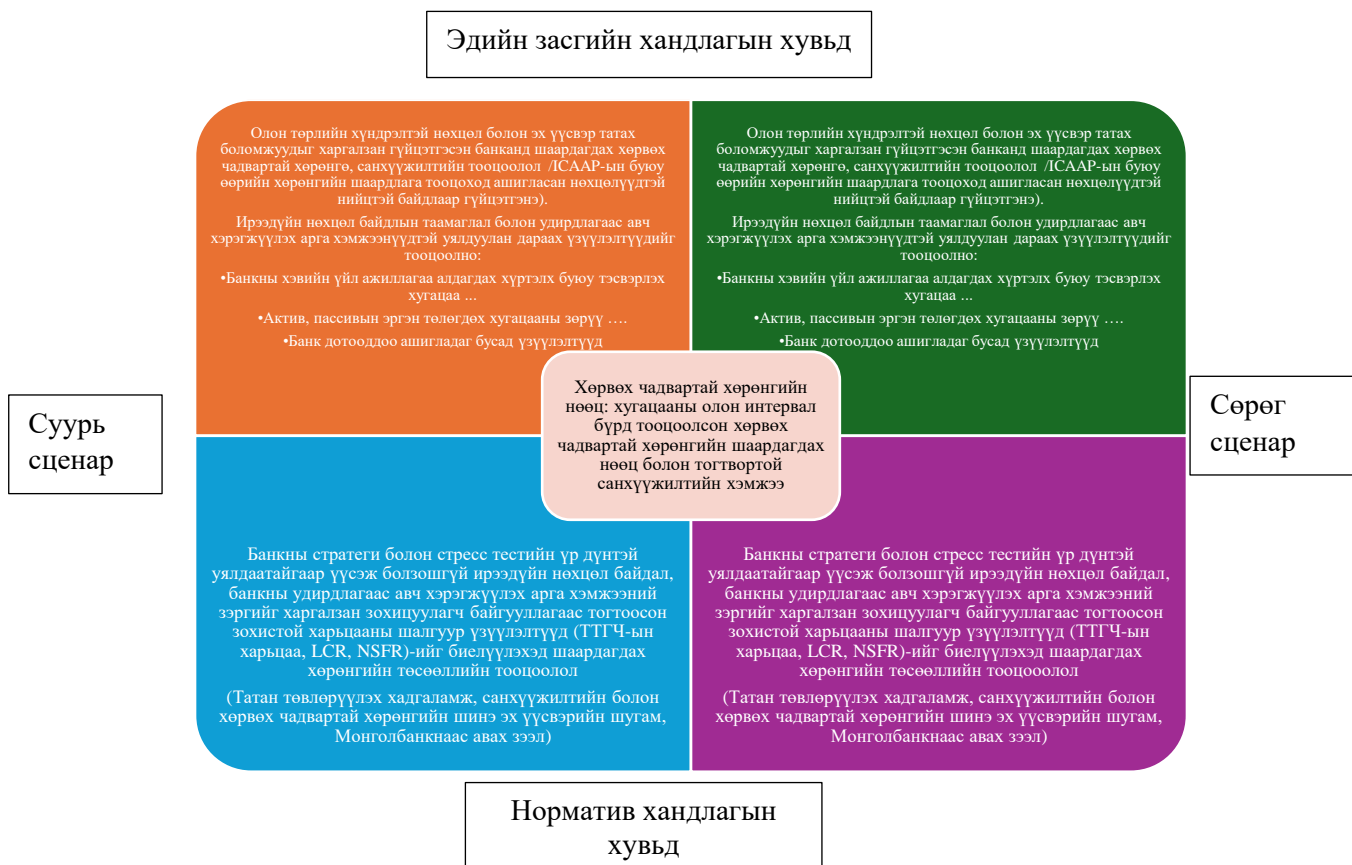 Эдийн засгийн хандлагын хувьд
Олон төрлийн хүндрэлтэй нөхцөл болон эх үүсвэр татах
боломжуудыг харгалзан гүйцэтгэсэн банканд шаардагдах хөрвөх
чадвартай хөрөнгө, санхүүжилтийн тооцоолол /ICAAP-ын буюу
өөрийн хөрөнгийн шаардлага тооцоход ашигласан нөхцөлүүдтэй
нийцтэй байдлаар гүйцэтгэнэ).
Ирээдүйн нөхцөл байдлын таамаглал болон удирдлагаас авч
хэрэгжүүлэх арга хэмжээнүүдтэй уялдуулан дараах үзүүлэлтүүдийг
тооцоолно:
•Банкны хэвийн үйл ажиллагаа алдагдах хүртэлх буюу тэсвэрлэх
хугацаа ...
•Актив, пассивын эргэн төлөгдөх хугацааны зөрүү ….
•Банк дотооддоо ашигладаг бусад үзүүлэлтүүд
Олон төрлийн хүндрэлтэй нөхцөл болон эх үүсвэр татах
боломжуудыг харгалзан гүйцэтгэсэн банканд шаардагдах хөрвөх
чадвартай хөрөнгө, санхүүжилтийн тооцоолол /ICAAP-ын буюу
өөрийн хөрөнгийн шаардлага тооцоход ашигласан нөхцөлүүдтэй
нийцтэй байдлаар гүйцэтгэнэ).
Ирээдүйн нөхцөл байдлын таамаглал болон удирдлагаас авч
хэрэгжүүлэх арга хэмжээнүүдтэй уялдуулан дараах үзүүлэлтүүдийг
тооцоолно:
•Банкны хэвийн үйл ажиллагаа алдагдах хүртэлх буюу тэсвэрлэх
хугацаа ...
•Актив, пассивын эргэн төлөгдөх хугацааны зөрүү ….
•Банк дотооддоо ашигладаг бусад үзүүлэлтүүд
Суурь
сценар
Хөрвөх чадвартай хөрөнгийн
нөөц: хугацааны олон интервал
бүрд тооцоолсон хөрвөх
чадвартай хөрөнгийн шаардагдах
нөөц болон тогтвортой
санхүүжилтийн хэмжээ
Сөрөг
сценар
Банкны стратеги болон стресс тестийн үр дүнтэй
уялдаатайгаар үүсэж болзошгүй ирээдүйн нөхцөл байдал,
банкны удирдлагаас авч хэрэгжүүлэх арга хэмжээний
зэргийг харгалзан зохицуулагч байгууллагаас тогтоосон
зохистой харьцааны шалгуур үзүүлэлтүүд (ТТГЧ-ын
харьцаа, LCR, NSFR)-ийг биелүүлэхэд шаардагдах
хөрөнгийн төсөөллийн тооцоолол
(Татан төвлөрүүлэх хадгаламж, санхүүжилтийн болон
хөрвөх чадвартай хөрөнгийн шинэ эх үүсвэрийн шугам,
Монголбанкнаас авах зээл)
Банкны стратеги болон стресс тестийн үр дүнтэй
уялдаатайгаар үүсэж болзошгүй ирээдүйн нөхцөл байдал,
банкны удирдлагаас авч хэрэгжүүлэх арга хэмжээний
зэргийг харгалзан зохицуулагч байгууллагаас тогтоосон
зохистой харьцааны шалгуур үзүүлэлтүүд (ТТГЧ-ын
харьцаа, LCR, NSFR)-ийг биелүүлэхэд шаардагдах
хөрөнгийн төсөөллийн тооцооолол
(Татан төвлөрүүлэх хадгаламж, санхүүжилтийн болон
хөрвөх чадвартай хөрөнгийн шинэ эх үүсвэрийн шугам,
Монголбанкнаас авах зээл)
Норматив хандлагын
хувьд